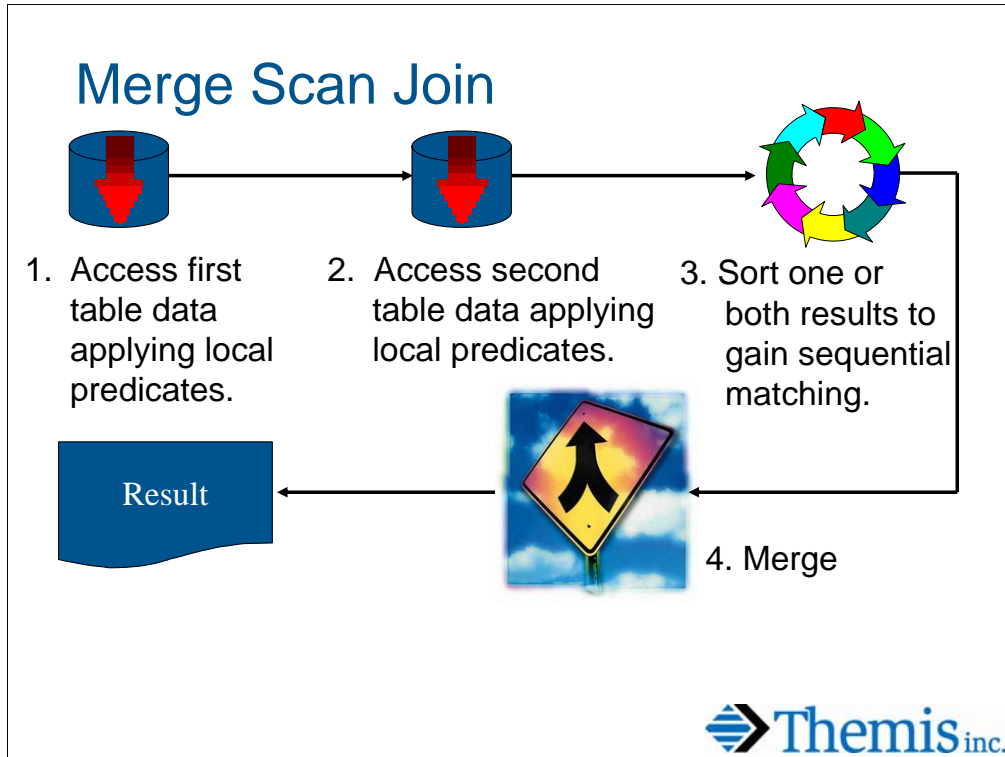 Merge Scan Join
1. Access first
table data
applying local
predicates.
2. Access second
table data applying
local predicates.
3. Sort one or
both results to
gain sequential
matching.
Result
4. Merge
Themis inc.